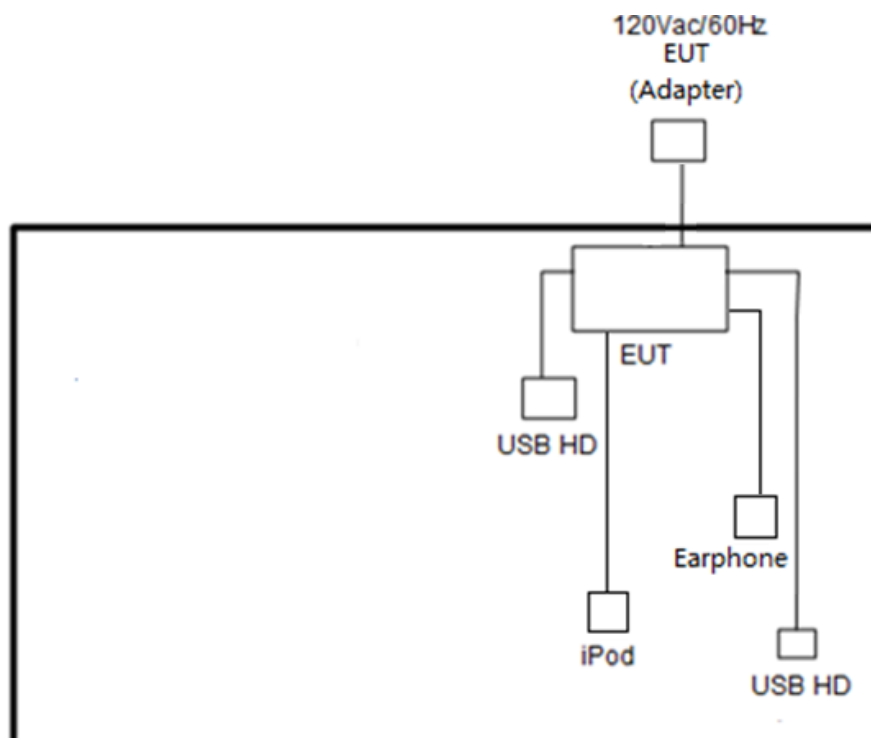 120Vac/60Hz
EUT
(Adapter)
EUT
USB HD
Earphone
iPod
USB HD